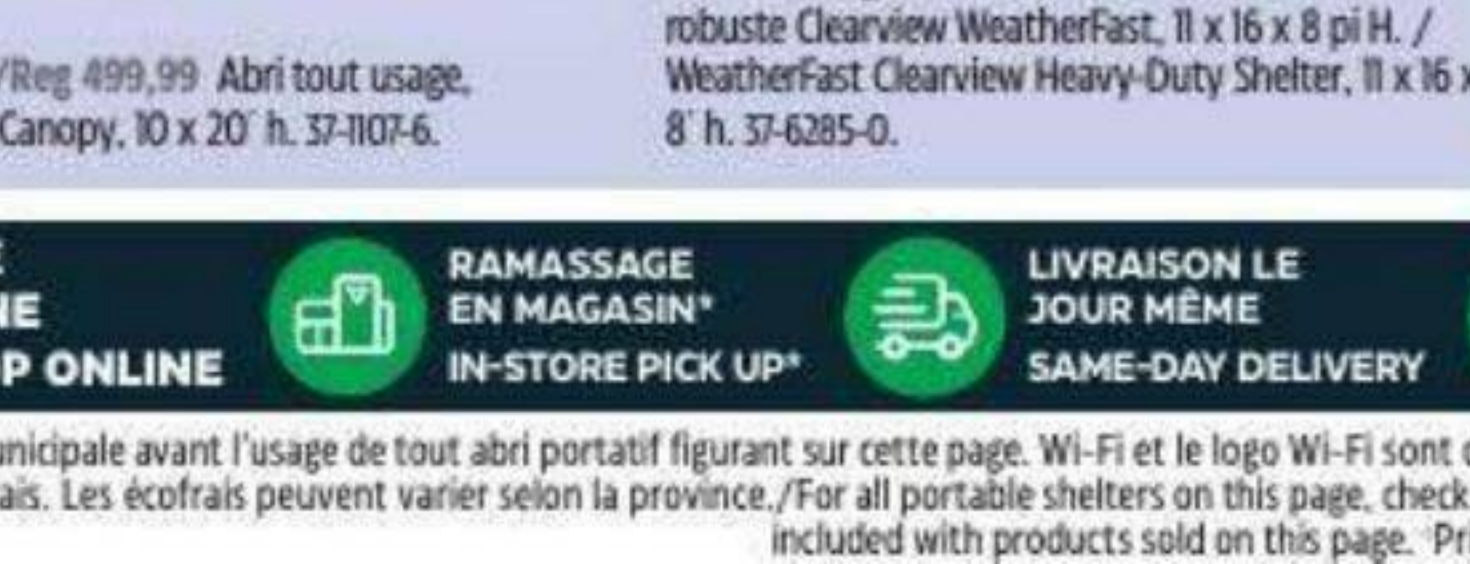 /Reg 499,99 Abri tout usage,
Canopy, 10 x 20' h. 37-1107-6.
robuste Clearview WeatherFast, 11 x 16 x 8 pi H. /
WeatherFast Clearview Heavy-Duty Shelter, 11 x 16 x
8' h. 37-6285-0.
NE
P ONLINE
RAMASSAGE
EN MAGASIN*
IN-STORE PICK UP*
LIVRAISON LE
JOUR MÊME
SAME-DAY DELIVERY
unicipale avant l'usage de tout abri portatif figurant sur cette page. Wi-Fi et le logo Wi-Fi sont
ais. Les écofrais peuvent varier selon la province./For all portable shelters on this page, check
included with products sold on this page. Pri